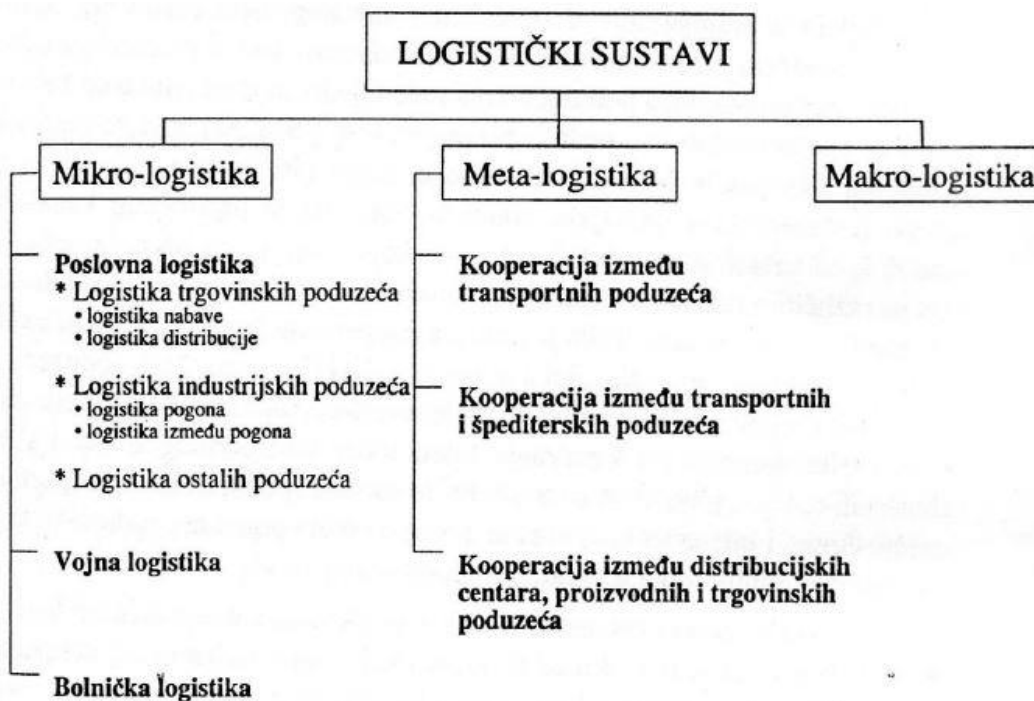 LOGISTIČKI SUSTAVI
Mikro-logistika
Meta-logistika
Makro-logistika
Poslovna logistika
* Logistika trgovinskih poduzeća
• logistika nabave
• logistika distribucije
* Logistika industrijskih poduzeća
• logistika pogona
• logistika između pogona
* Logistika ostalih poduzeća
Vojna logistika
Bolnička logistika
Kooperacija između
transportnih poduzeća
Kooperacija između transportnih
i špediterskih poduzeća
Kooperacija između distribucijskih
centara, proizvodnih i trgovinskih
poduzeća